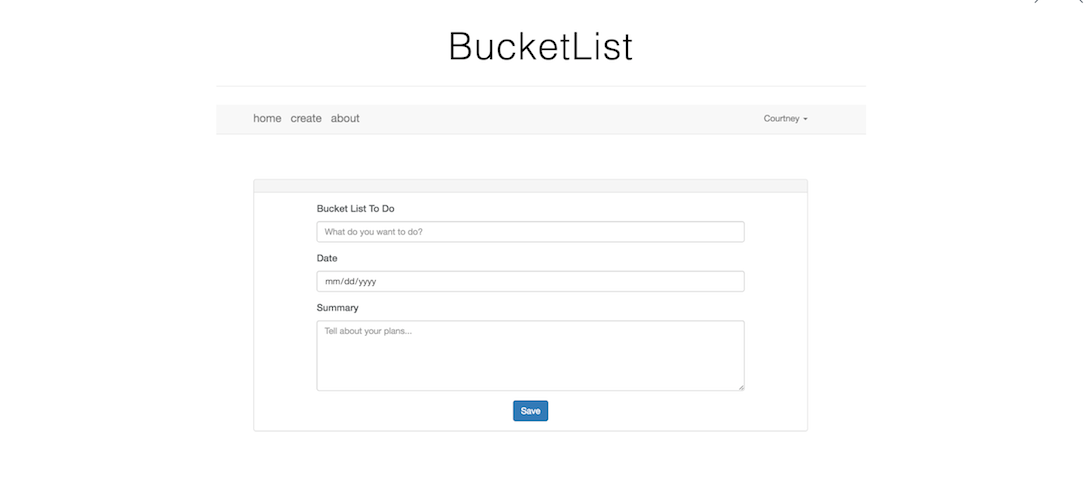 BucketList
home create about Courtney
Bucket List To Do
What do you want to do?
Date
mm/dd/yyyy
Summary
Tell about your plans...
Save